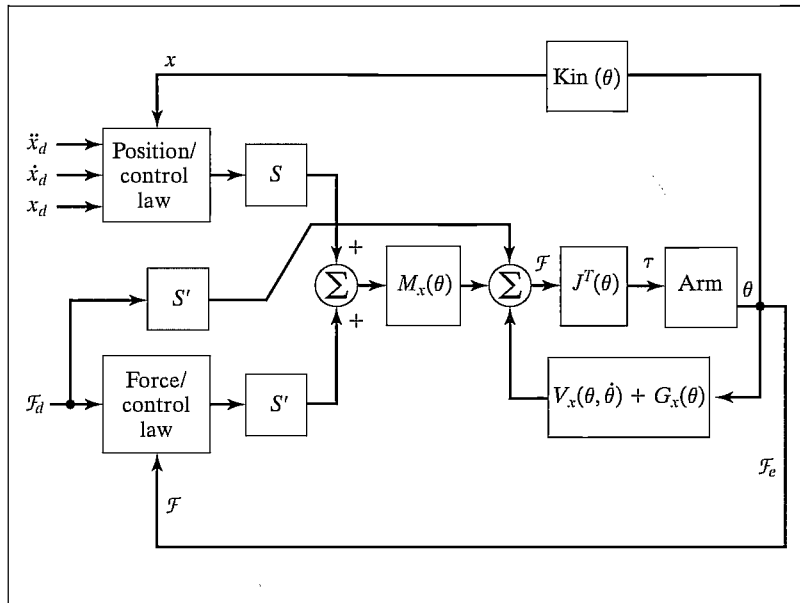 x
Kin (θ)
ẍ_d
ẋ_d
x_d
Position/
control
law
S
+
Σ
+
M_x(θ)
Σ
ℱ
J^T(θ)
τ
Arm
θ
S'
ℱ_d
Force/
control
law
S'
V_x(θ, θ̇) + G_x(θ)
ℱ_e
ℱ